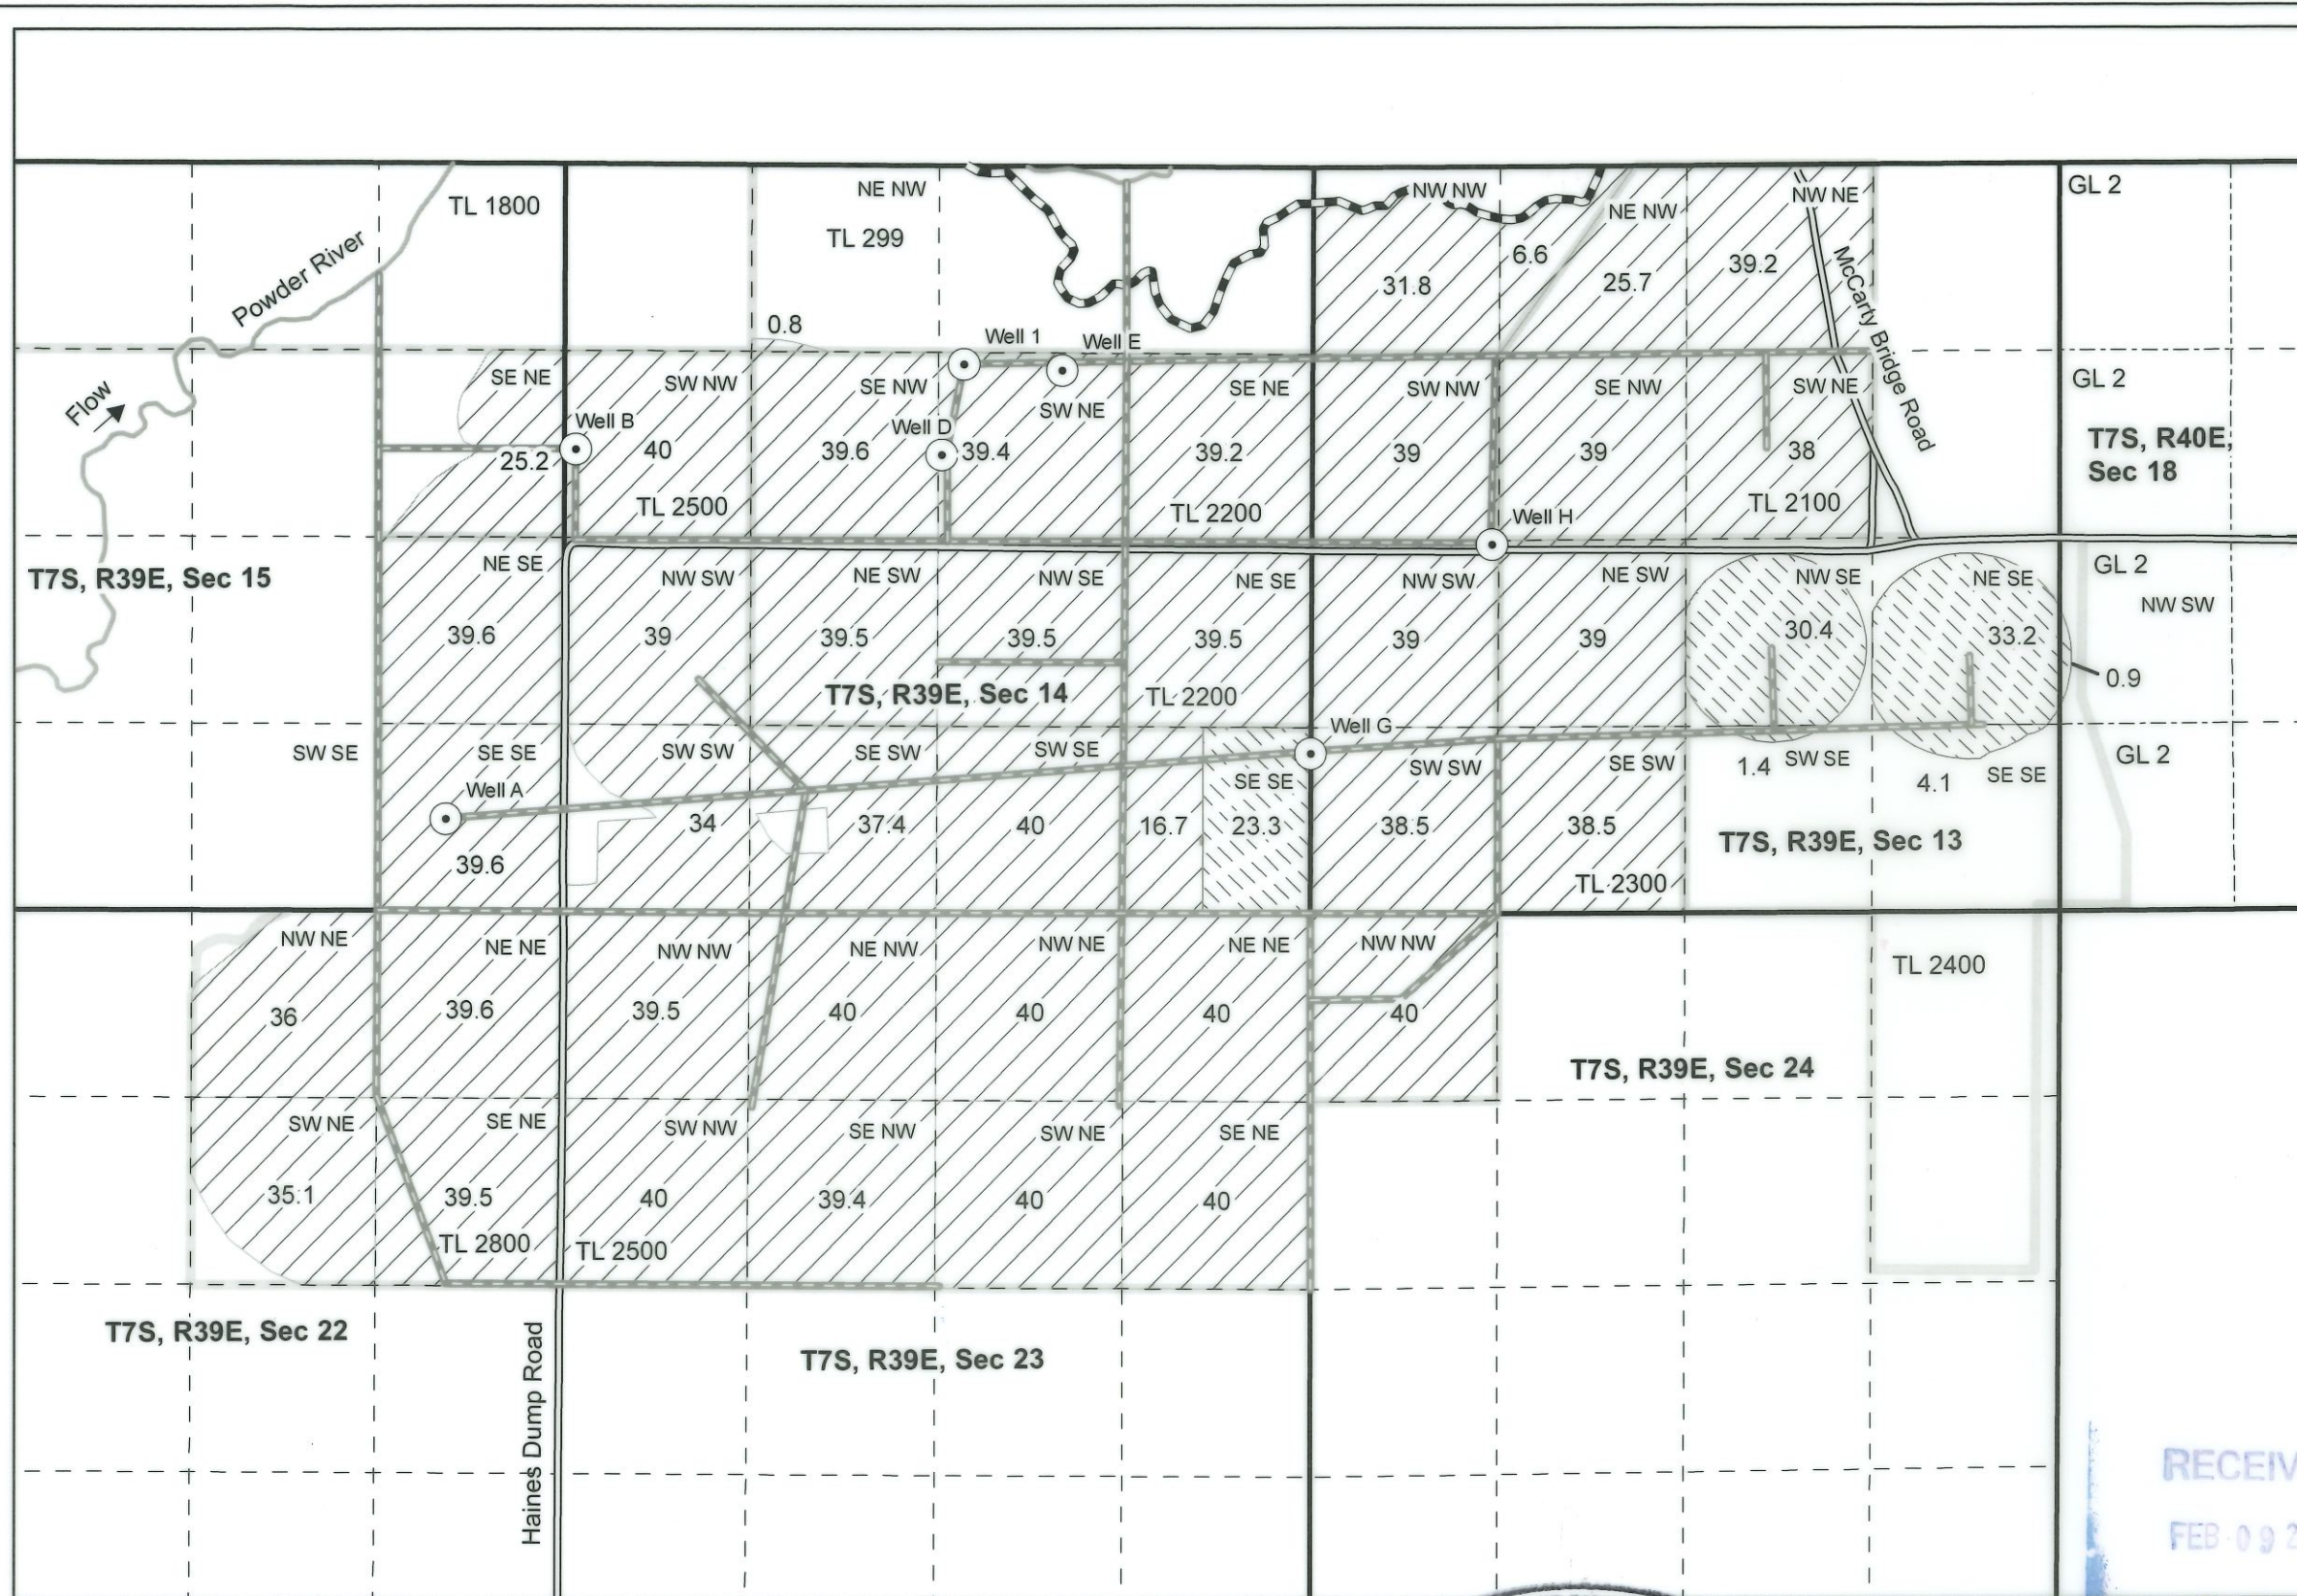 GL 2
NE NW
NW NW
NW NE
TL 1800
NE NW
TL 299
6.6
39.2
31.8
25.7
Powder River
McCarty Bridge Road
0.8
Well 1
Well E
Flow
SE NE
SW NW
SE NW
SW NE
SE NE
SW NW
SE NW
SW NE
GL 2
Well B
Well D
T7S, R40E,
Sec 18
25.2
40
39.6
39.4
39.2
39
39
38
TL 2500
TL 2200
TL 2100
Well H
T7S, R39E, Sec 15
NE SE
NW SW
NE SW
NW SE
NE SE
NW SW
NE SW
NW SE
NE SE
GL 2
NW SW
39.6
39
39.5
39.5
39.5
39
39
30.4
33.2
0.9
T7S, R39E, Sec 14
TL 2200
Well G
SW SE
SE SE
SW SW
SE SW
SW SE
SE SE
SW SW
SE SW
1.4
SW SE
4.1
SE SE
GL 2
Well A
39.6
34
37.4
40
16.7
23.3
38.5
38.5
T7S, R39E, Sec 13
TL 2300
NW NE
NE NE
NW NW
NE NW
NW NE
NE NE
NW NW
TL 2400
36
39.6
39.5
40
40
40
40
T7S, R39E, Sec 24
SW NE
SE NE
SW NW
SE NW
SW NE
SE NE
35.1
39.5
40
39.4
40
40
TL 2800
TL 2500
T7S, R39E, Sec 22
Haines Dump Road
T7S, R39E, Sec 23
RECEIV
FEB 09 2